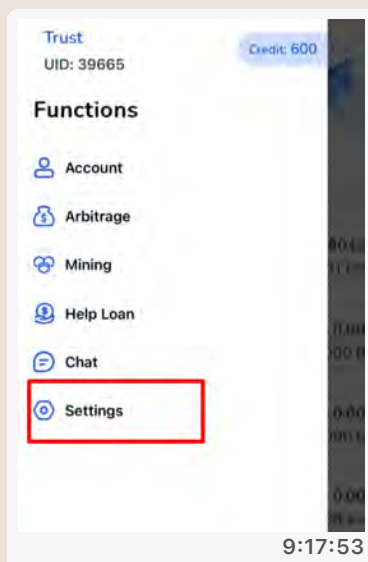 Trust
Credit: 600
UID: 39665
Functions
Account
Arbitrage
Mining
Help Loan
Chat
Settings
9:17:53